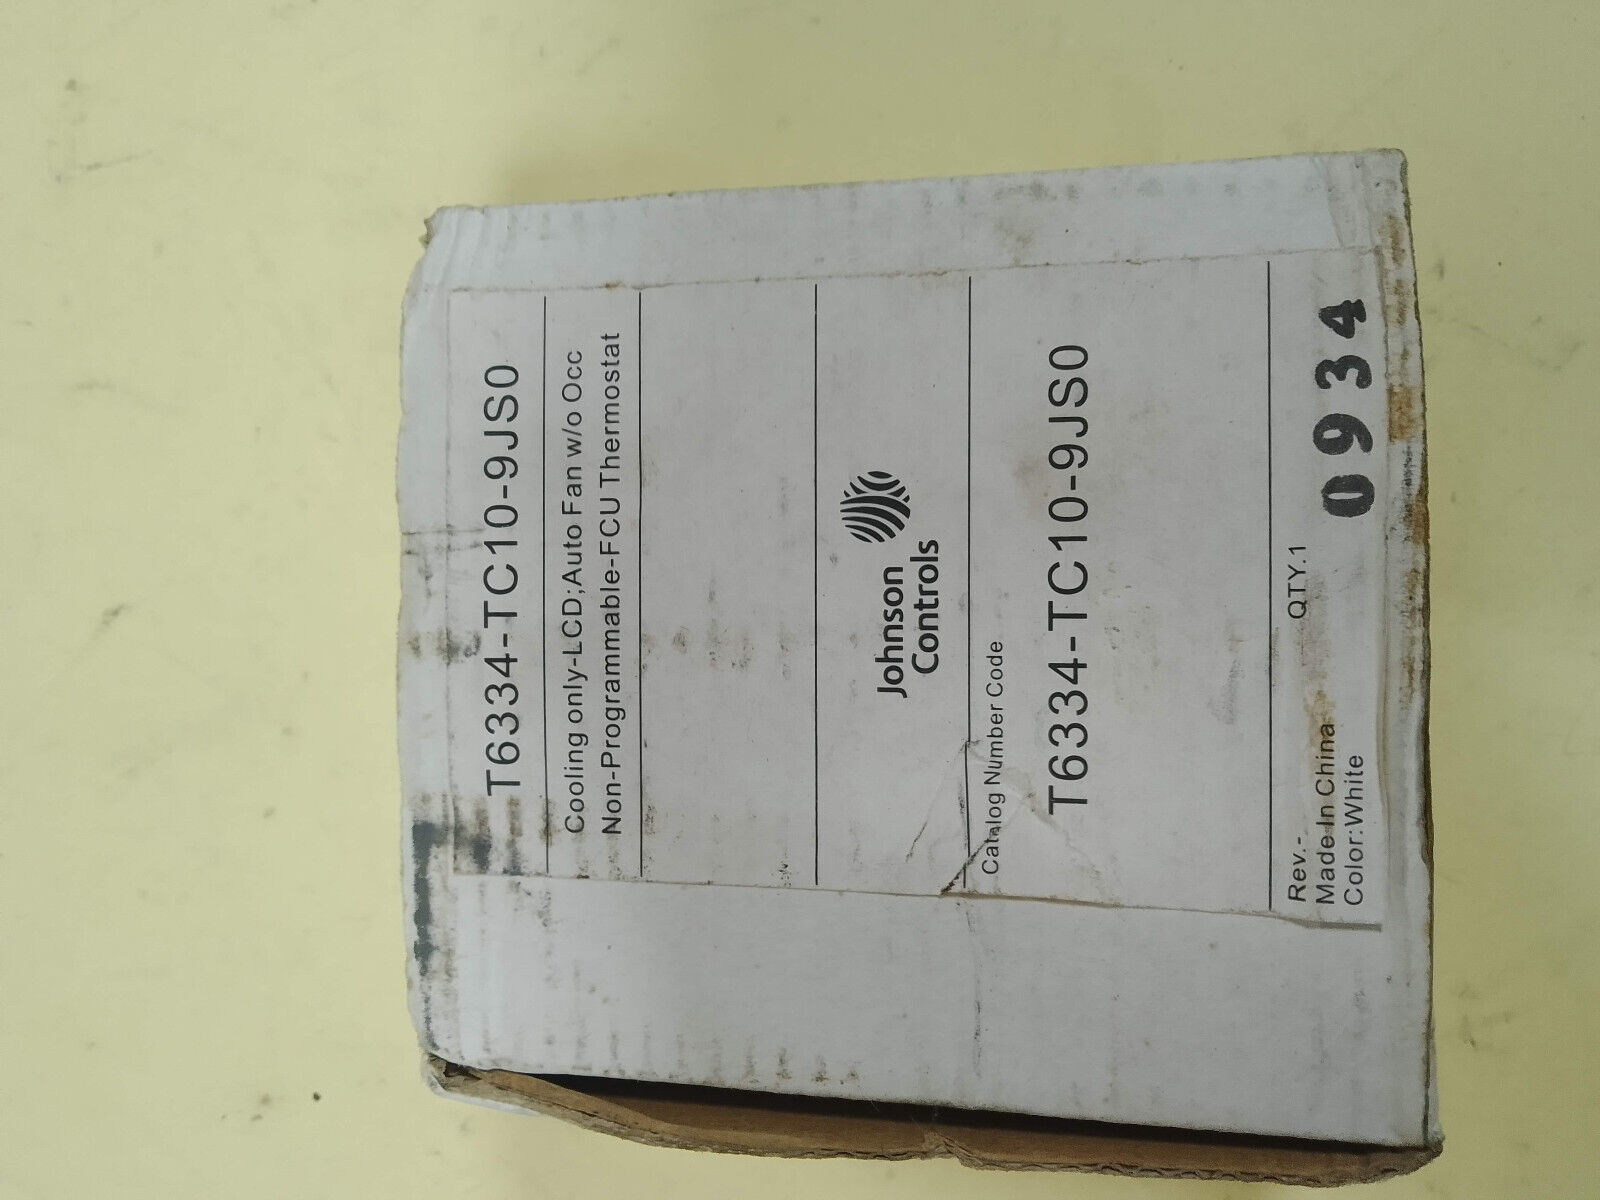 T6334-TC10-9JS0
Cooling only-LCD;Auto Fan w/o Occ
Non-Programmable-FCU Thermostat
Johnson
Controls
Catalog Number Code
T6334-TC10-9JS0
Rev.- QTY.1
Made In China
Color:White
0934